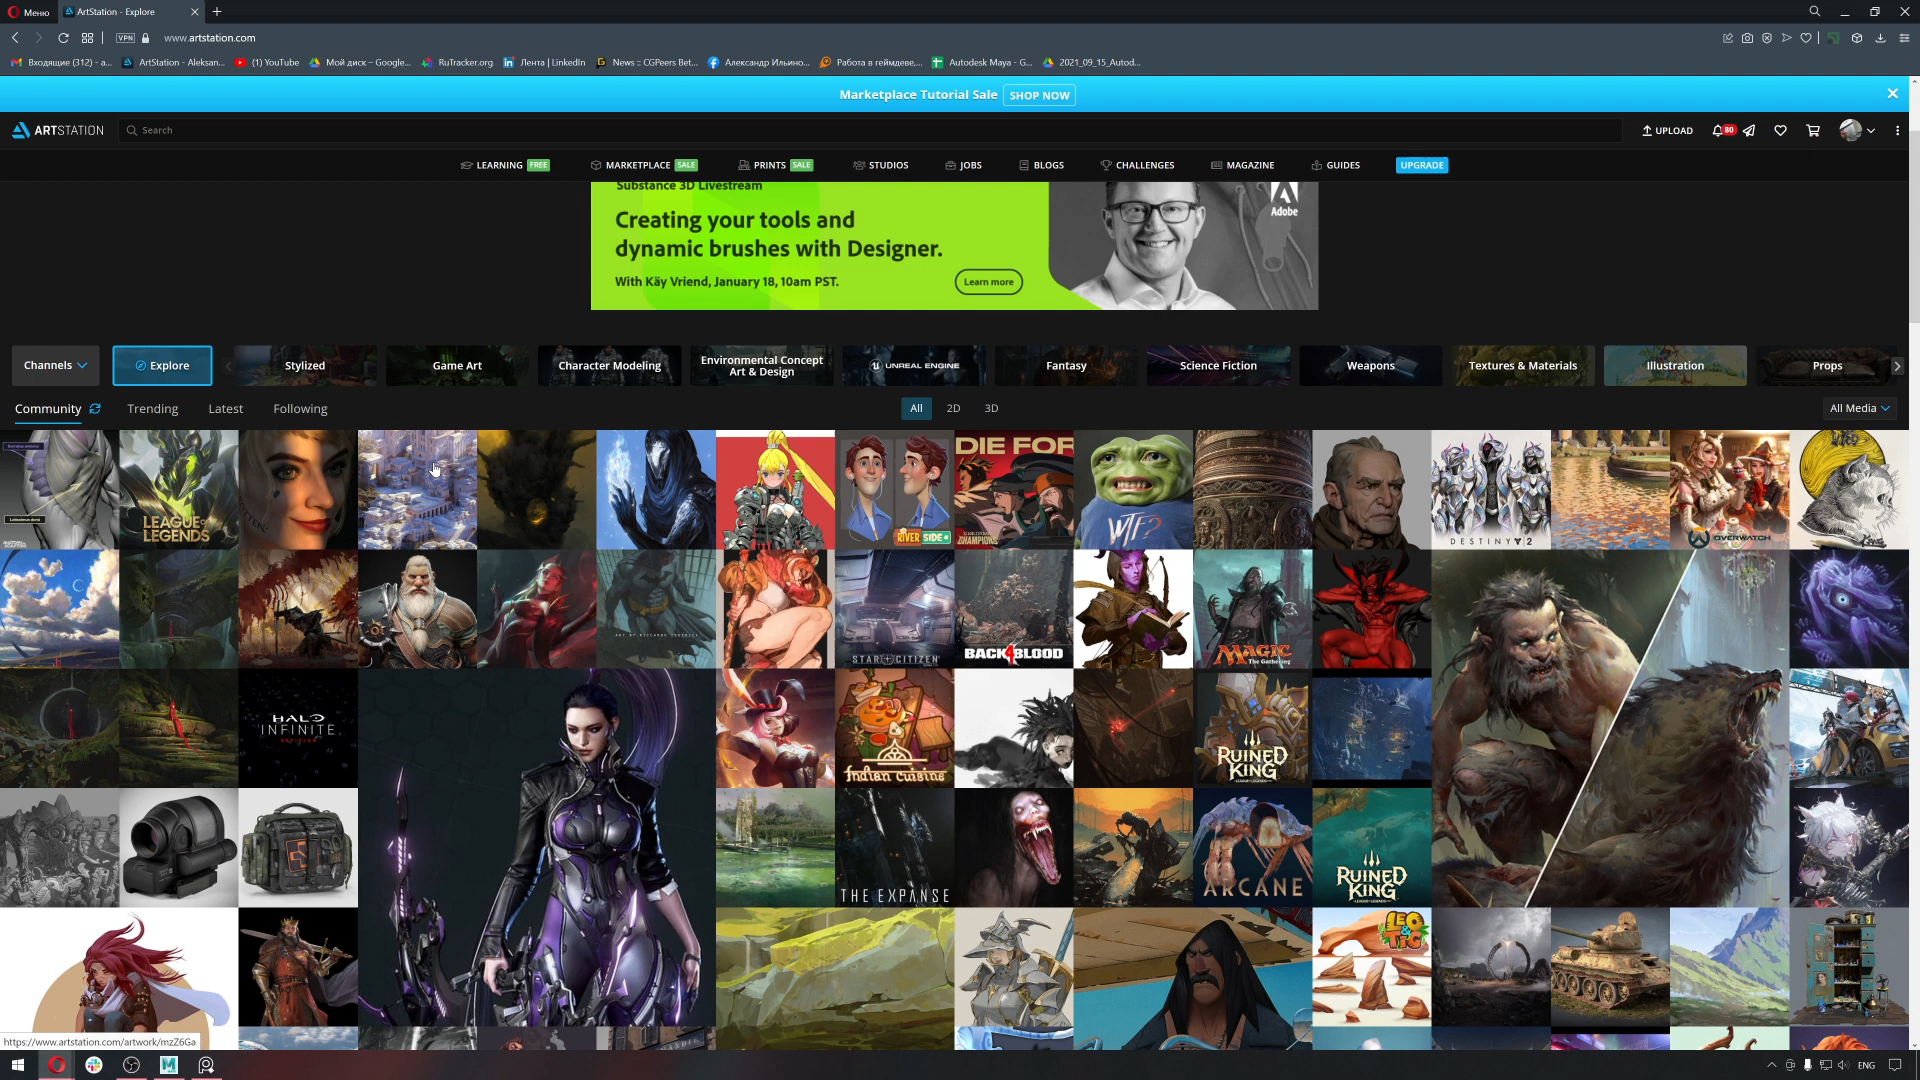 Меню
ArtStation - Explore
VPN
www.artstation.com
Входящие (312) - a...
ArtStation - Aleksan...
(1) YouTube
Мой диск – Google...
RuTracker.org
Лента | LinkedIn
News :: CGPeers Bet...
Александр Ильино...
Работа в геймдеве,...
Autodesk Maya - G...
2021_09_15_Autod...
Marketplace Tutorial Sale SHOP NOW
ARTSTATION
Search
UPLOAD
80
LEARNING FREE
MARKETPLACE SALE
PRINTS SALE
STUDIOS
JOBS
BLOGS
CHALLENGES
MAGAZINE
GUIDES
UPGRADE
Substance 3D Livestream
Creating your tools and
dynamic brushes with Designer.
With Käy Vriend, January 18, 10am PST.
Learn more
Adobe
Channels
Explore
Stylized
Game Art
Character Modeling
Environmental Concept
Art & Design
UNREAL ENGINE
Fantasy
Science Fiction
Weapons
Textures & Materials
Illustration
Props
Community
Trending
Latest
Following
All
2D
3D
All Media
LEAGUE of
LEGENDS
RIVER SIDE
DIE FOR
CHAMPIONS
WTF?
DESTINY 2
OVERWATCH
STAR CITIZEN
BACK 4 BLOOD
MAGIC
The Gathering
HALO
INFINITE
Indian cuisine
RUINED
KING
THE EXPANSE
ARCANE
RUINED
KING
LEO
&
TIG
https://www.artstation.com/artwork/mzZ6Ga
ENG